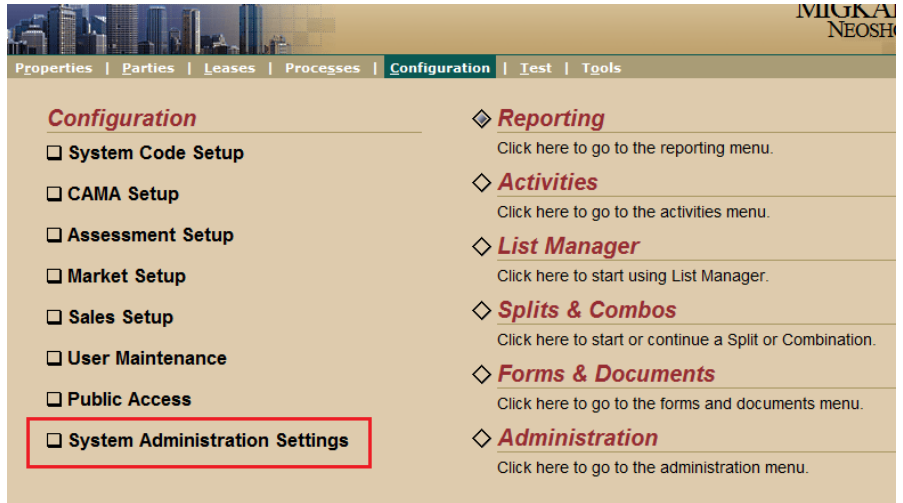 Properties | Parties | Leases | Processes | Configuration | Test | Tools
Configuration
System Code Setup
CAMA Setup
Assessment Setup
Market Setup
Sales Setup
User Maintenance
Public Access
System Administration Settings
Reporting
Click here to go to the reporting menu.
Activities
Click here to go to the activities menu.
List Manager
Click here to start using List Manager.
Splits & Combos
Click here to start or continue a Split or Combination.
Forms & Documents
Click here to go to the forms and documents menu.
Administration
Click here to go to the administration menu.